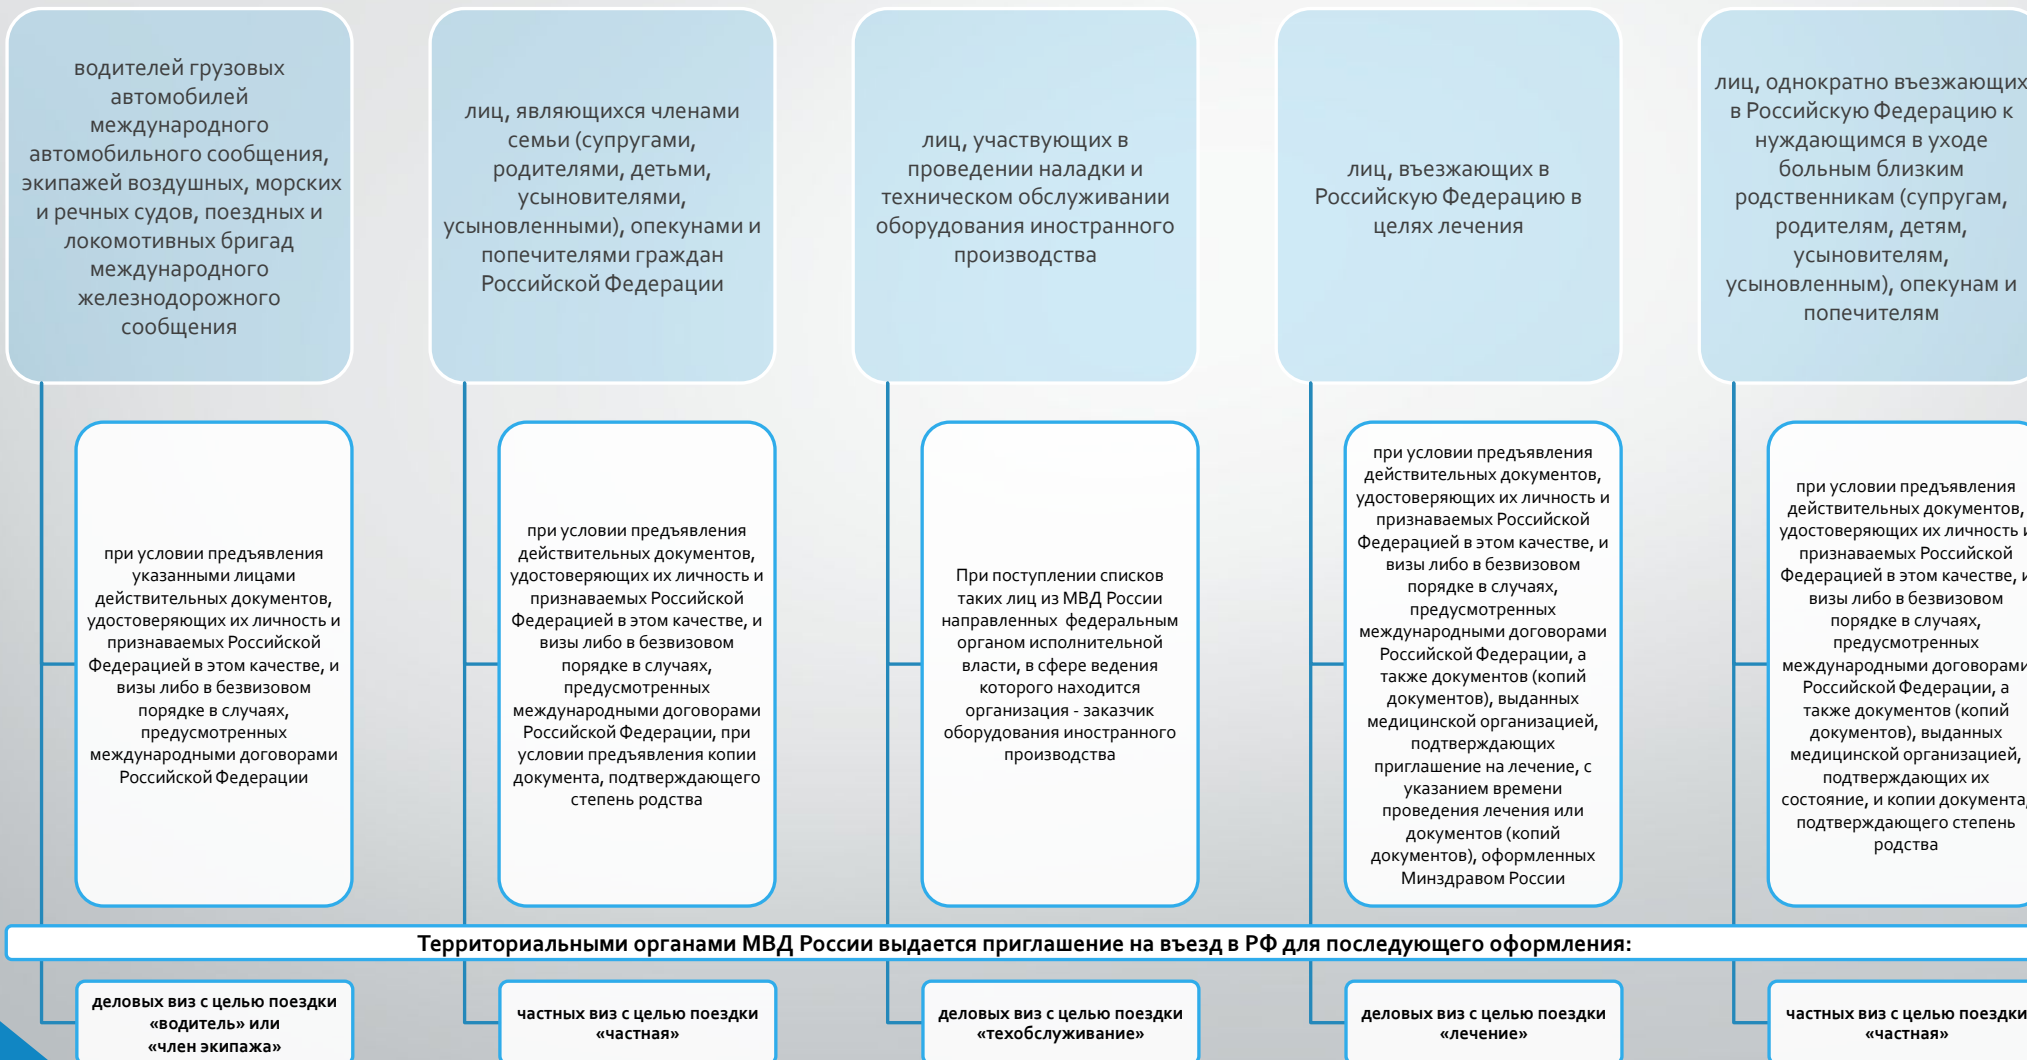 водителей грузовых
автомобилей
международного
автомобильного сообщения,
экипажей воздушных, морских
и речных судов, поездных и
локомотивных бригад
международного
железнодорожного
сообщения
при условии предъявления
указанными лицами
действительных документов,
удостоверяющих их личность и
признаваемых Российской
Федерацией в этом качестве, и
визы либо в безвизовом
порядке в случаях,
предусмотренных
международными договорами
Российской Федерации
лиц, являющихся членами
семьи (супругами,
родителями, детьми,
усыновителями,
усыновленными), опекунами и
попечителями граждан
Российской Федерации
при условии предъявления
действительных документов,
удостоверяющих их личность и
признаваемых Российской
Федерацией в этом качестве, и
визы либо в безвизовом
порядке в случаях,
предусмотренных
международными договорами
Российской Федерации, при
условии предъявления копии
документа, подтверждающего
степень родства
лиц, участвующих в
проведении наладки и
техническом обслуживании
оборудования иностранного
производства
При поступлении списков
таких лиц из МВД России
направленных федеральным
органом исполнительной
власти, в сфере ведения
которого находится
организация - заказчик
оборудования иностранного
производства
лиц, въезжающих в
Российскую Федерацию в
целях лечения
при условии предъявления
действительных документов,
удостоверяющих их личность и
признаваемых Российской
Федерацией в этом качестве, и
визы либо в безвизовом
порядке в случаях,
предусмотренных
международными договорами
Российской Федерации, а
также документов (копий
документов), выданных
медицинской организацией,
подтверждающих
приглашение на лечение, с
указанием времени
проведения лечения или
документов (копий
документов), оформленных
Минздравом России
лиц, однократно въезжающих
в Российскую Федерацию к
нуждающимся в уходе
больным близким
родственникам (супругам,
родителям, детям,
усыновителям,
усыновленным), опекунам и
попечителям
при условии предъявления
действительных документов,
удостоверяющих их личность и
признаваемых Российской
Федерацией в этом качестве, и
визы либо в безвизовом
порядке в случаях,
предусмотренных
международными договорами
Российской Федерации, а
также документов (копий
документов), выданных
медицинской организацией,
подтверждающих их
состояние, и копии документа,
подтверждающего степень
родства
Территориальными органами МВД России выдается приглашение на въезд в РФ для последующего оформления:
деловых виз с целью поездки
«водитель» или
«член экипажа»
частных виз с целью поездки
«частная»
деловых виз с целью поездки
«техобслуживание»
деловых виз с целью поездки
«лечение»
частных виз с целью поездки
«частная»